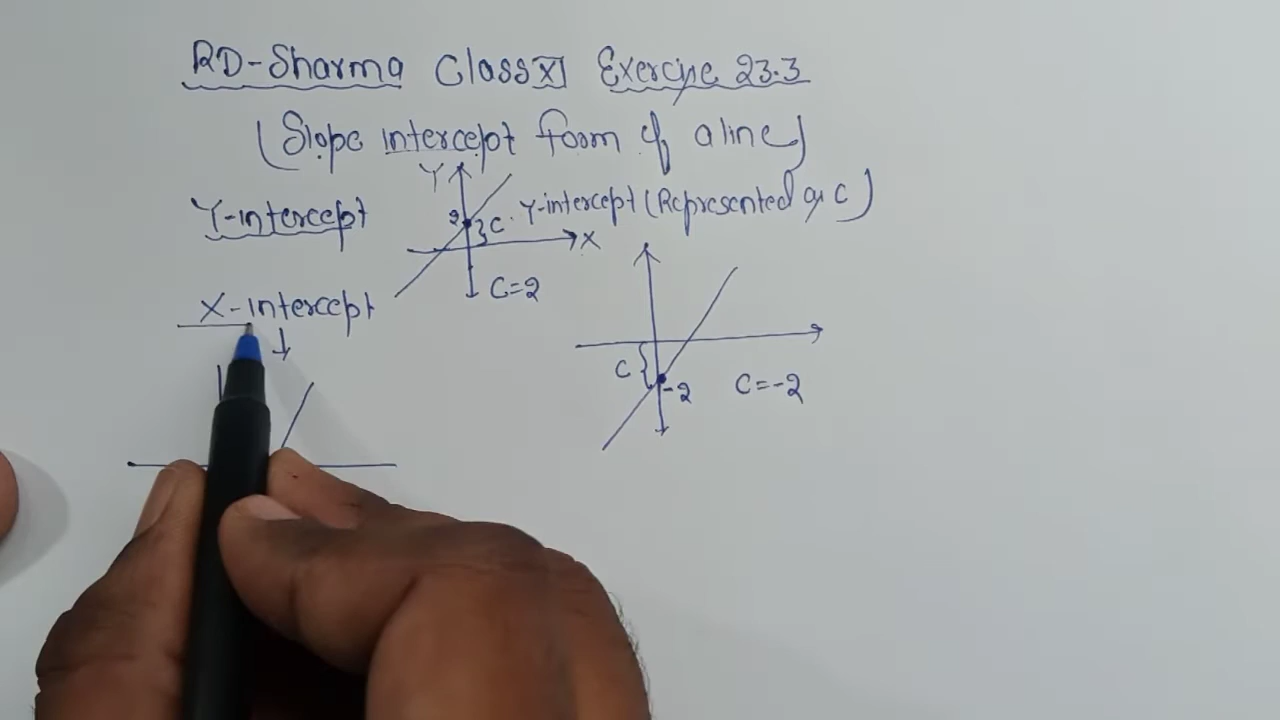 RD-Sharma Class XI Exercise 23.3
(Slope intercept form of a line)
Y-intercept
Y
2
C
Y-intercept (Represented as C)
X
C=2
X-intercept
C
-2
C=-2